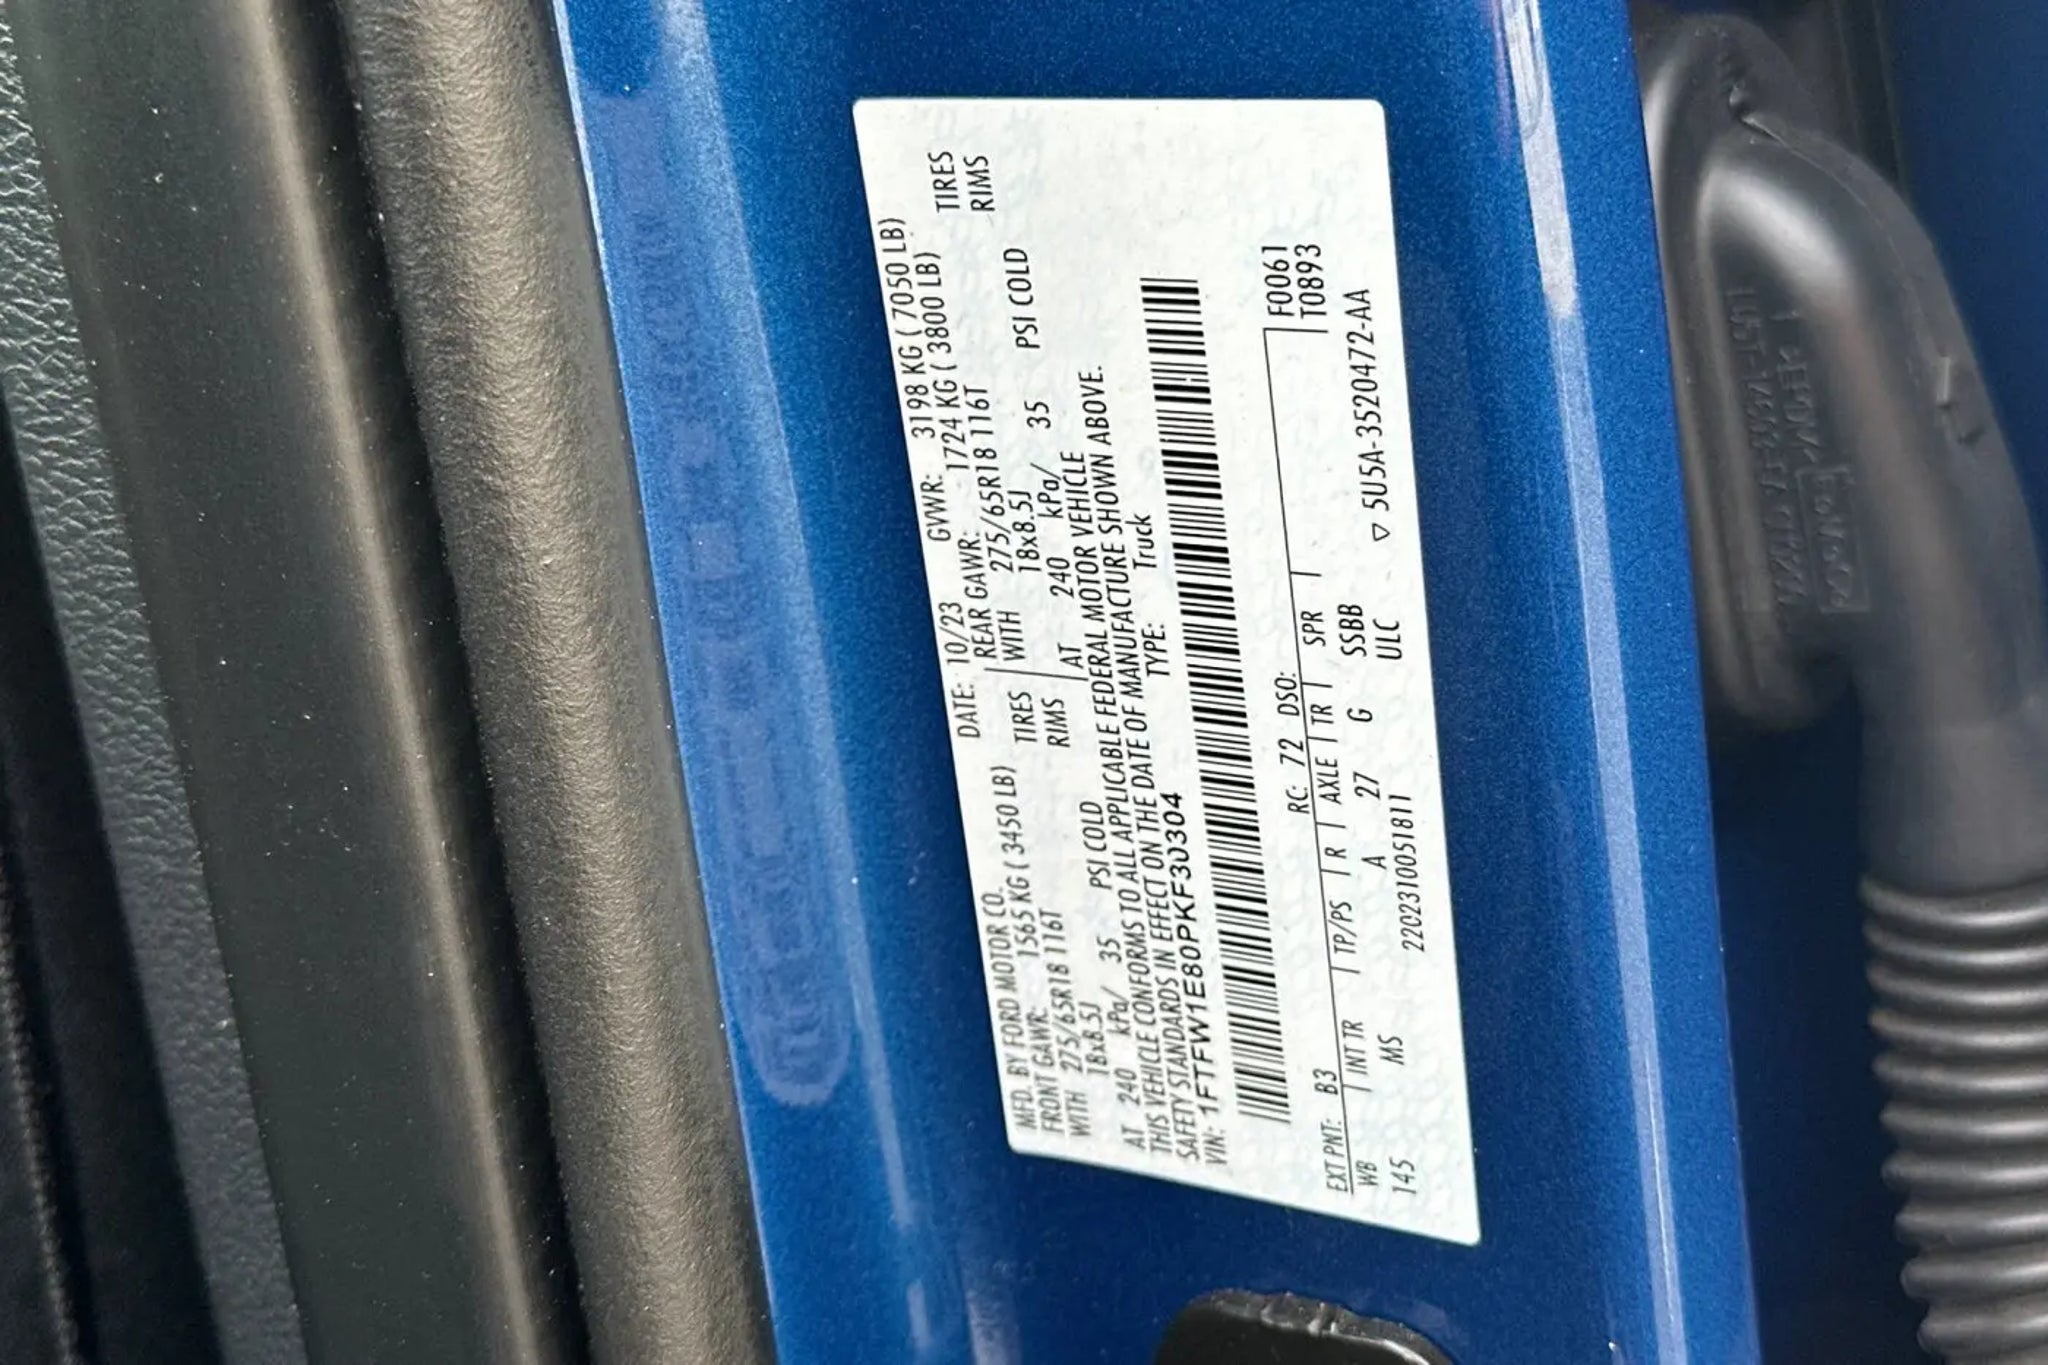 MFD. BY FORD MOTOR CO.
DATE: 10/23 GVWR: 3198 KG ( 7050 LB)
FRONT GAWR: 1565 KG ( 3450 LB) REAR GAWR: 1724 KG ( 3800 LB)
WITH 275/65R18 116T TIRES WITH 275/65R18 116T TIRES
18x8.5J RIMS 18x8.5J RIMS
AT 240 kPa/ 35 PSI COLD AT 240 kPa/ 35 PSI COLD
THIS VEHICLE CONFORMS TO ALL APPLICABLE FEDERAL MOTOR VEHICLE
SAFETY STANDARDS IN EFFECT ON THE DATE OF MANUFACTURE SHOWN ABOVE.
VIN: 1FTFW1E80PKF30304 TYPE: Truck
F0061
EXT PNT: B3 RC: 72 DSO: T0893
WB INT TR TP/PS R AXLE TR SPR
145 MS A 27 G SSBB
2202310051811 ULC ▽ 5U5A-3520472-AA